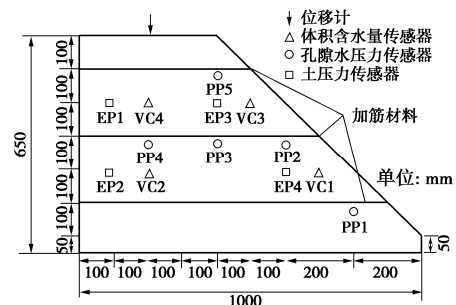 位移计
体积含水量传感器
孔隙水压力传感器
土压力传感器
加筋材料
单位: mm
650
100
100
100
100
100
100
50
PP5
EP1 VC4 EP3 VC3
PP4 PP3 PP2
EP2 VC2 EP4 VC1
PP1
50
100 100 100 100 100 100 200 200
1000